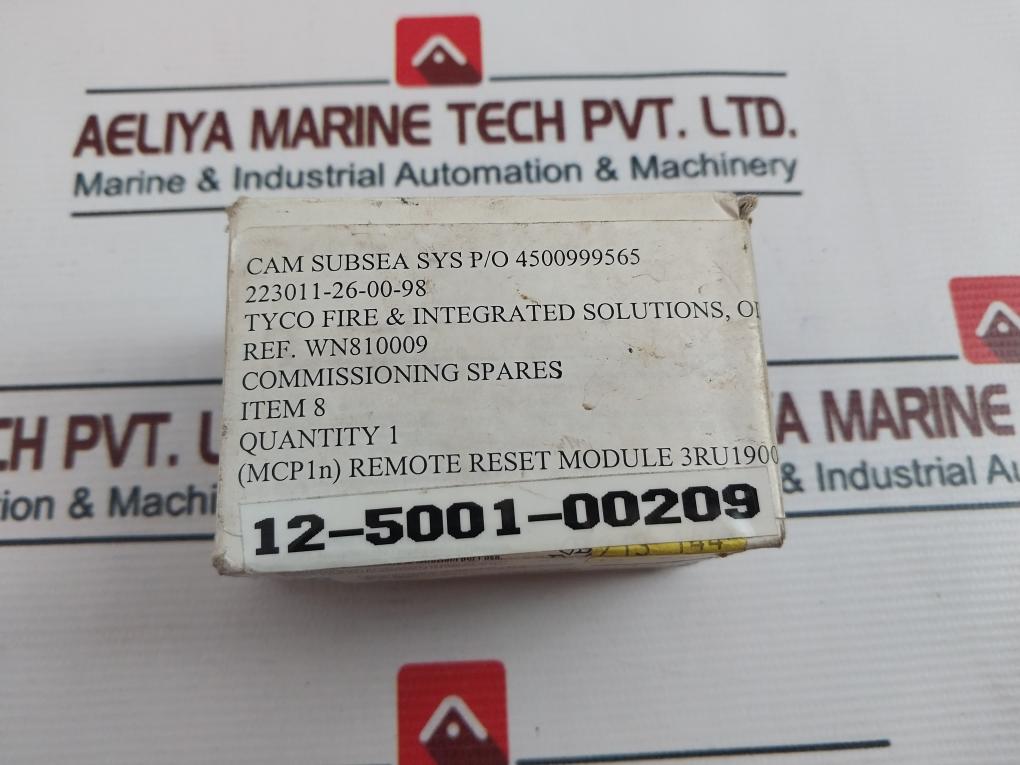 AELIYA MARINE TECH PVT. LTD.
Marine & Industrial Automation & Machinery
CAM SUBSEA SYS P/O 4500999565
223011-26-00-98
TYCO FIRE & INTEGRATED SOLUTIONS,
REF. WN810009
COMMISSIONING SPARES
ITEM 8
QUANTITY 1
(MCP1n) REMOTE RESET MODULE 3RU1900
12-5001-00209
CH PVT.
ion & Machi
A MARINE
& Industrial Au